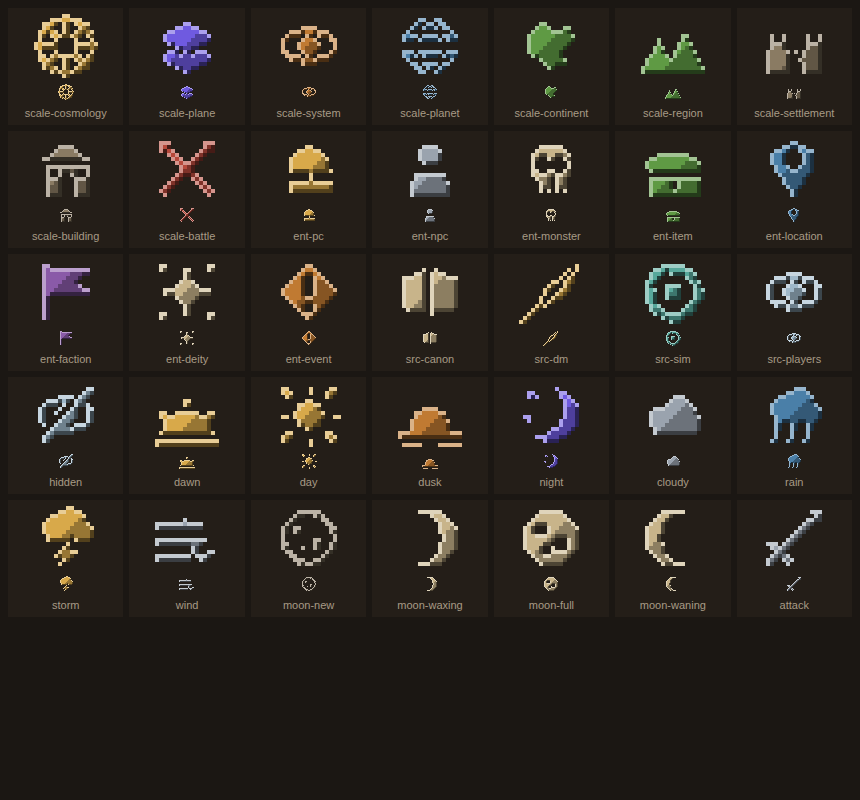 scale-cosmology
scale-plane
scale-system
scale-planet
scale-continent
scale-region
scale-settlement
scale-building
scale-battle
ent-pc
ent-npc
ent-monster
ent-item
ent-location
ent-faction
ent-deity
ent-event
src-canon
src-dm
src-sim
src-players
hidden
dawn
day
dusk
night
cloudy
rain
storm
wind
moon-new
moon-waxing
moon-full
moon-waning
attack